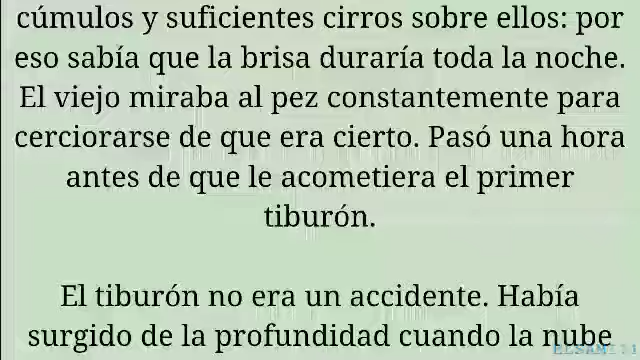 cúmulos y suficientes cirros sobre ellos: por
eso sabía que la brisa duraría toda la noche.
El viejo miraba al pez constantemente para
cerciorarse de que era cierto. Pasó una hora
antes de que le acometiera el primer
tiburón.
El tiburón no era un accidente. Había
surgido de la profundidad cuando la nube